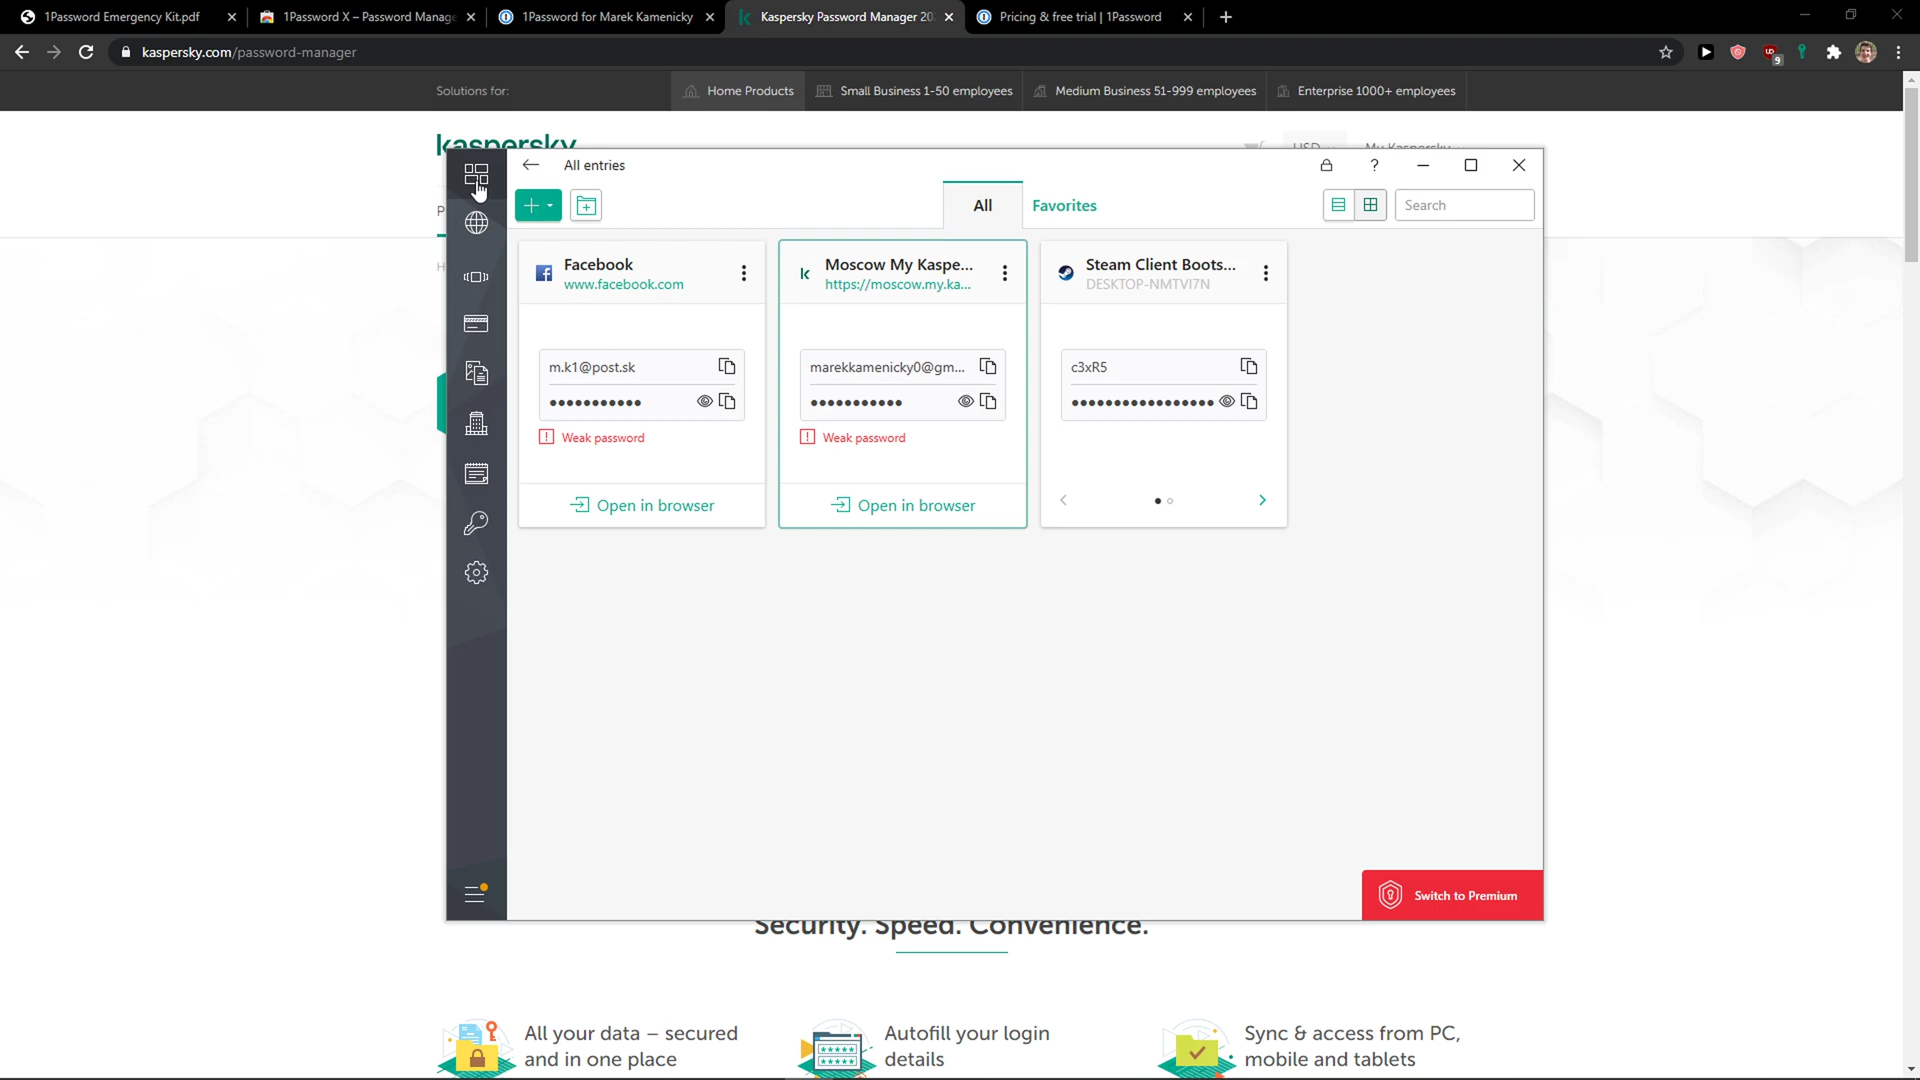 1Password Emergency Kit.pdf
1Password X – Password Manage
1Password for Marek Kamenicky
Kaspersky Password Manager 20
Pricing & free trial | 1Password
kaspersky.com/password-manager
9
Solutions for:
Home Products
Small Business 1-50 employees
Medium Business 51-999 employees
Enterprise 1000+ employees
kaspersky
USD
My Kaspersky
All entries
All
Favorites
Search
Facebook
www.facebook.com
m.k1@post.sk
•••••••••••
Weak password
Open in browser
Moscow My Kaspe...
https://moscow.my.ka...
marekkamenicky0@gm...
•••••••••••
Weak password
Open in browser
Steam Client Boots...
DESKTOP-NMTVI7N
c3xR5
•••••••••••••••••
Switch to Premium
Security. Speed. Convenience.
All your data – secured
and in one place
Autofill your login
details
Sync & access from PC,
mobile and tablets